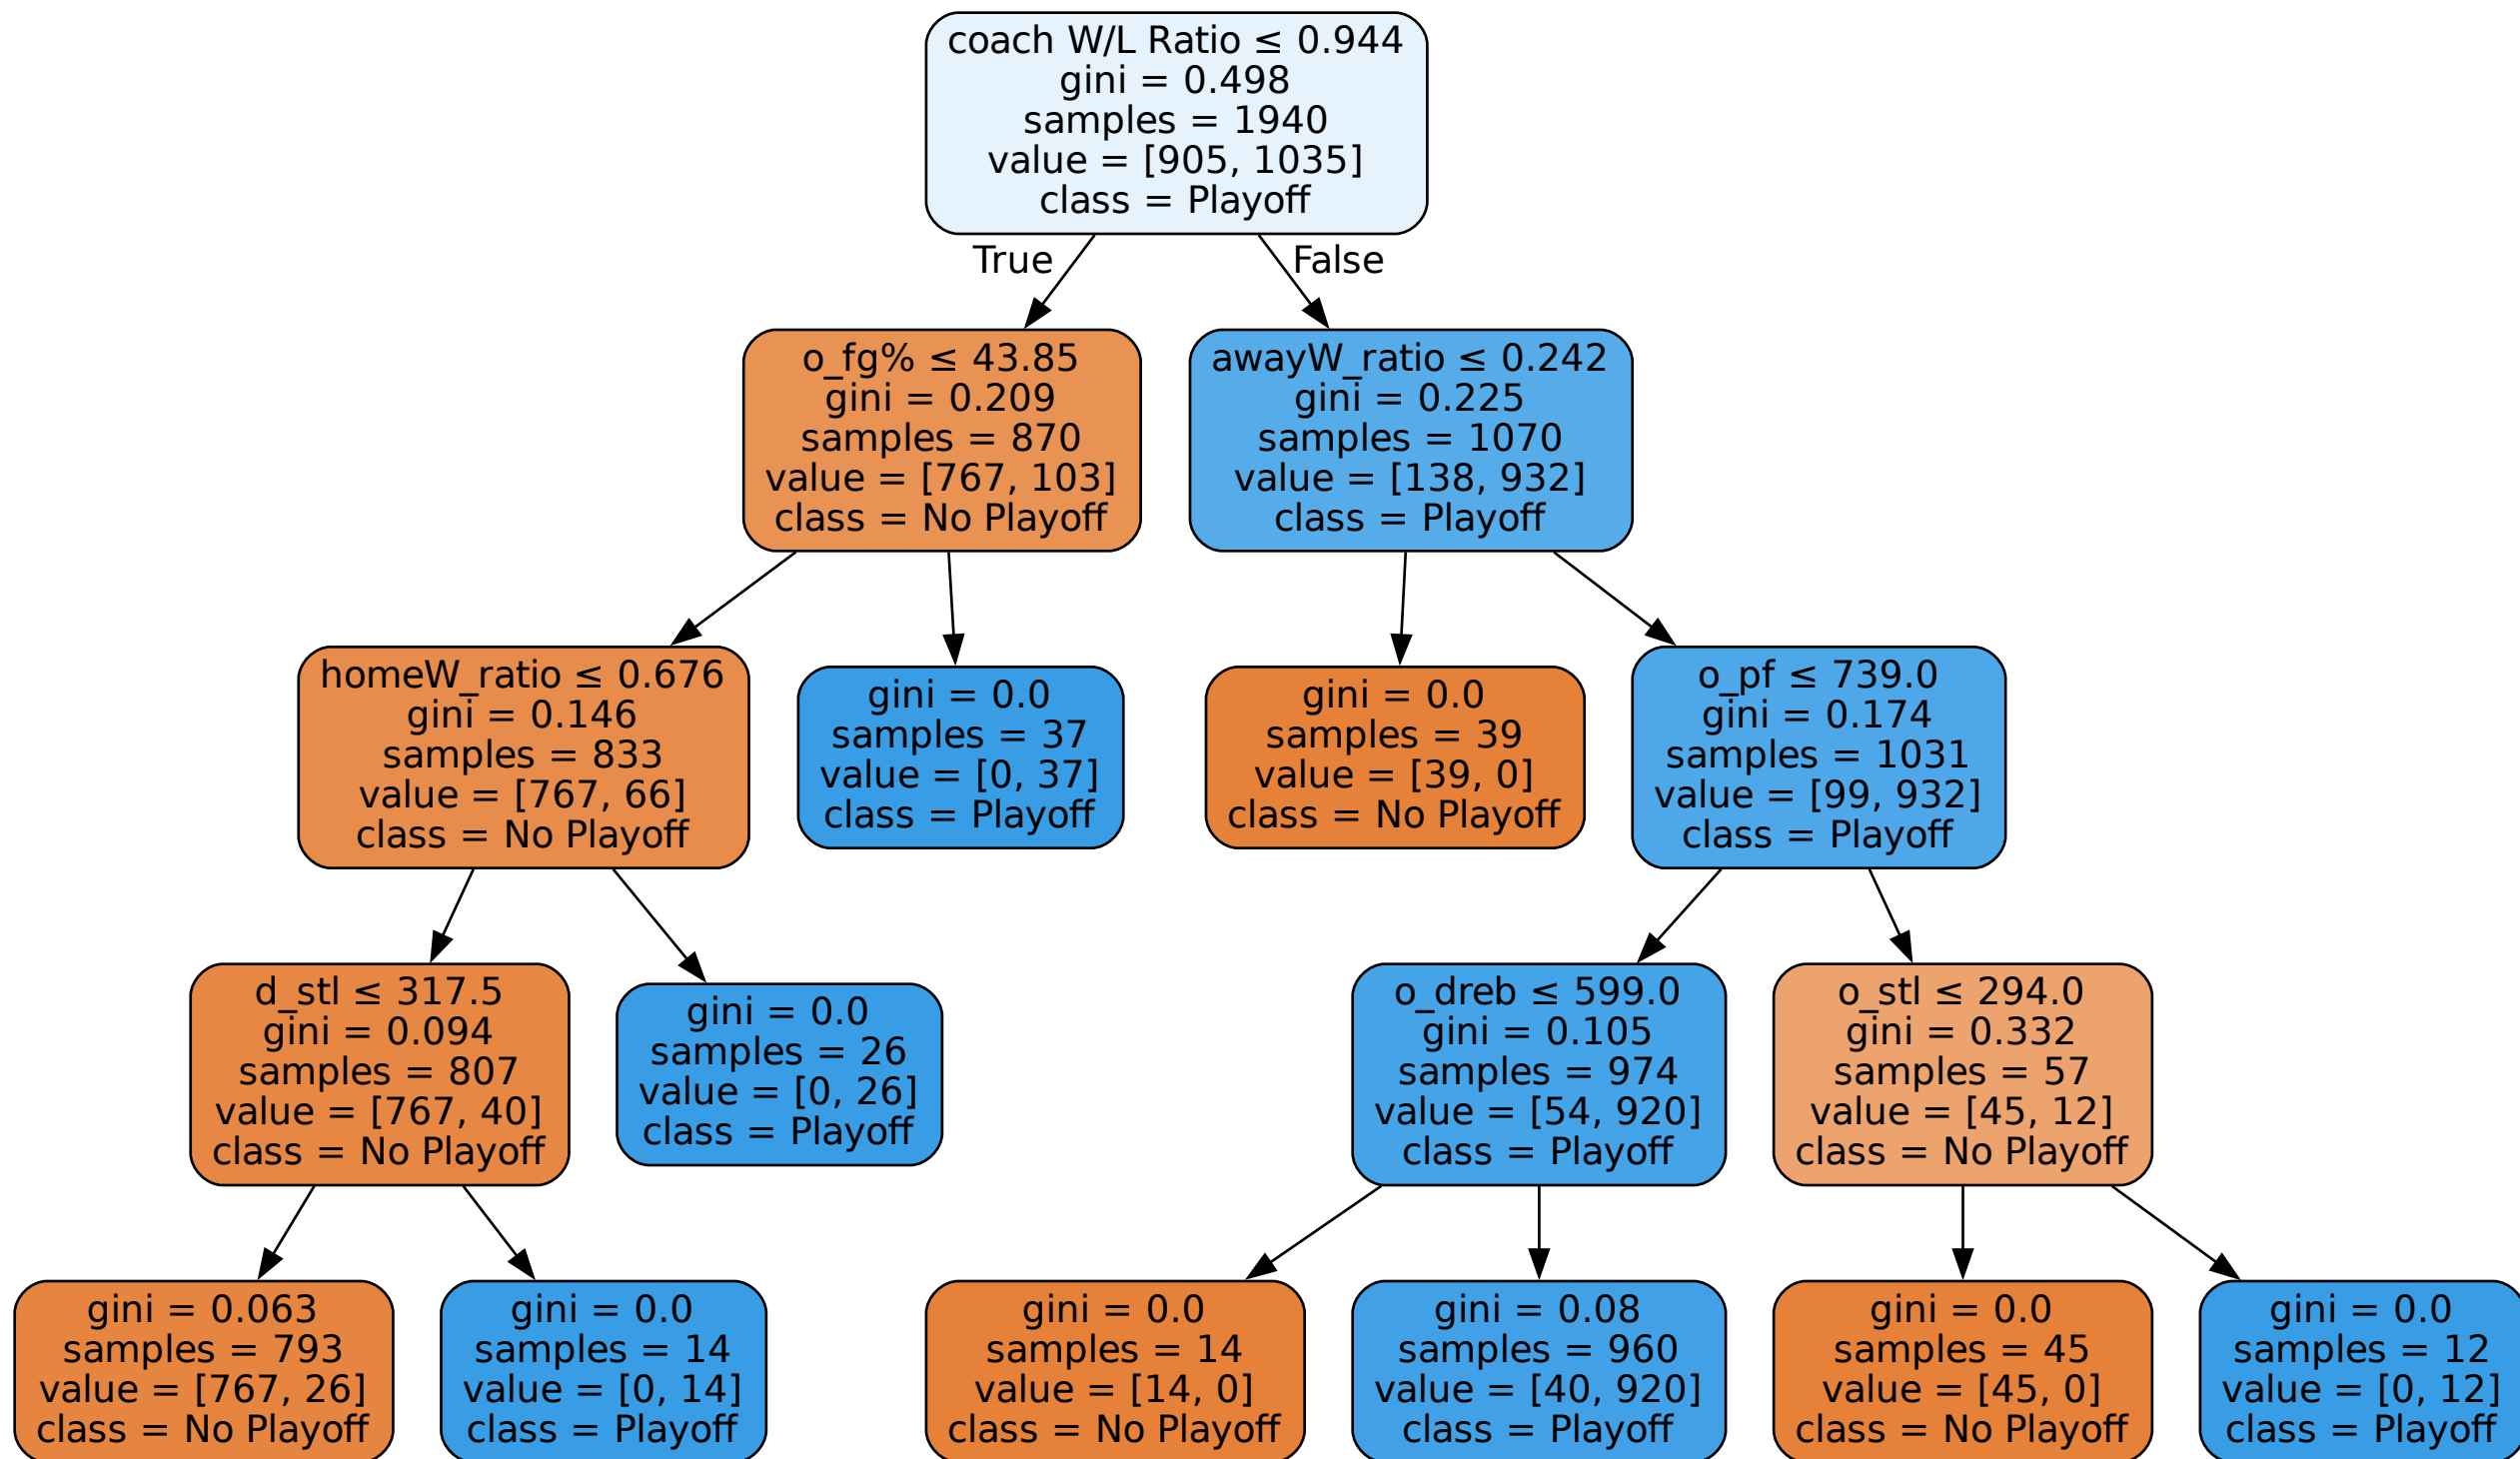 coach W/L Ratio ≤ 0.944
gini = 0.498
samples = 1940
value = [905, 1035]
class = Playoff
True
False
o_fg% ≤ 43.85
gini = 0.209
samples = 870
value = [767, 103]
class = No Playoff
awayW_ratio ≤ 0.242
gini = 0.225
samples = 1070
value = [138, 932]
class = Playoff
homeW_ratio ≤ 0.676
gini = 0.146
samples = 833
value = [767, 66]
class = No Playoff
gini = 0.0
samples = 37
value = [0, 37]
class = Playoff
gini = 0.0
samples = 39
value = [39, 0]
class = No Playoff
o_pf ≤ 739.0
gini = 0.174
samples = 1031
value = [99, 932]
class = Playoff
d_stl ≤ 317.5
gini = 0.094
samples = 807
value = [767, 40]
class = No Playoff
gini = 0.0
samples = 26
value = [0, 26]
class = Playoff
o_dreb ≤ 599.0
gini = 0.105
samples = 974
value = [54, 920]
class = Playoff
o_stl ≤ 294.0
gini = 0.332
samples = 57
value = [45, 12]
class = No Playoff
gini = 0.063
samples = 793
value = [767, 26]
class = No Playoff
gini = 0.0
samples = 14
value = [0, 14]
class = Playoff
gini = 0.0
samples = 14
value = [14, 0]
class = No Playoff
gini = 0.08
samples = 960
value = [40, 920]
class = Playoff
gini = 0.0
samples = 45
value = [45, 0]
class = No Playoff
gini = 0.0
samples = 12
value = [0, 12]
class = Playoff